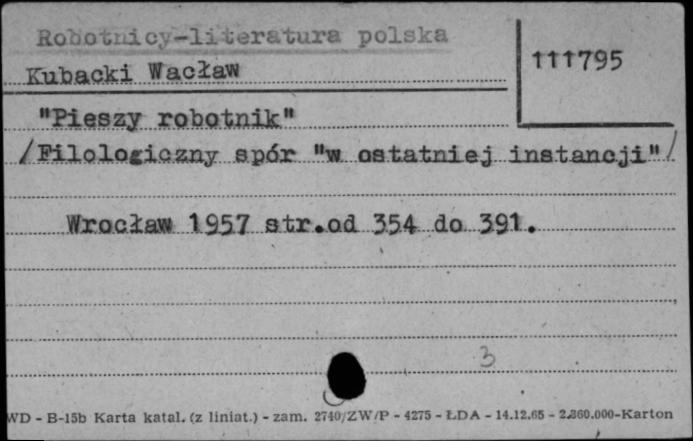 Robotnicy-literatura polska
111795
Kubacki Wacław
"Pieszy robotnik"
/Filologiczny spór "w ostatniej instancji"/
Wrocław 1957 str.od 354 do 391.
3
WD - B-15b Karta katal. (z liniat.) - zam. 2740/ZW/P - 4275 - ŁDA - 14.12.65 - 2.860.000-Karton